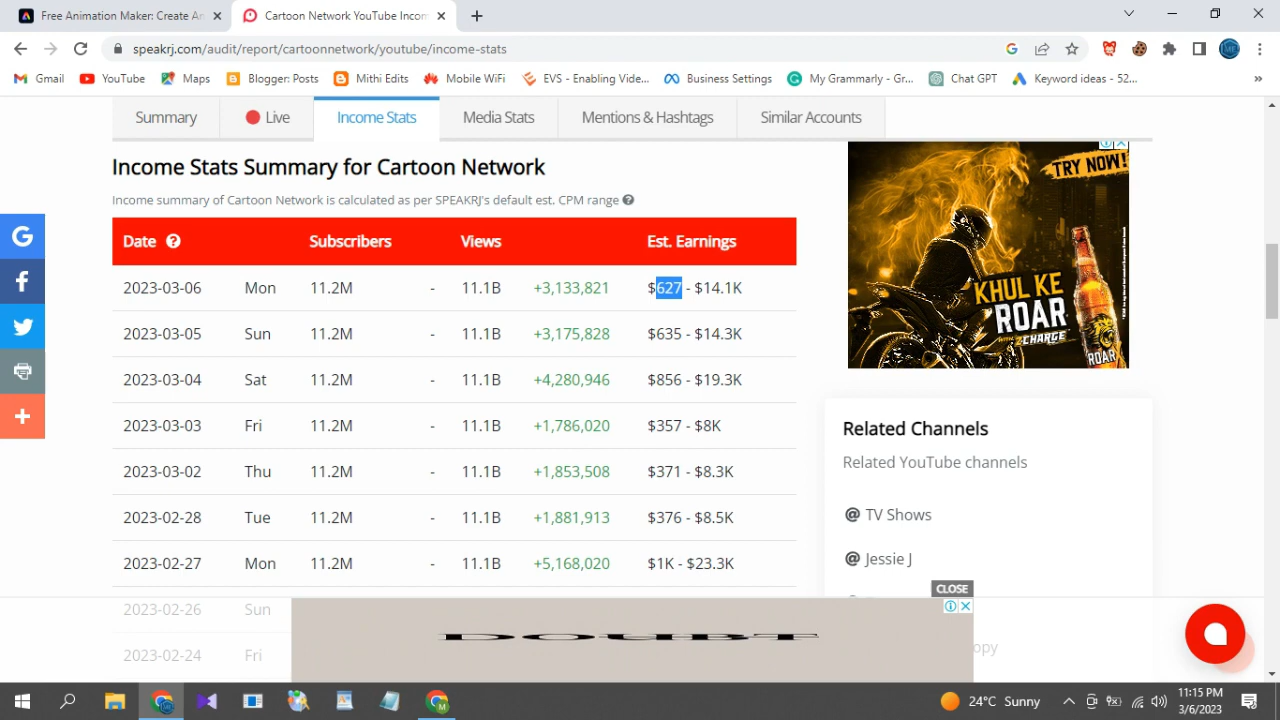 Free Animation Maker: Create An
Cartoon Network YouTube Incom
speakrj.com/audit/report/cartoonnetwork/youtube/income-stats
Gmail YouTube Maps Blogger: Posts Mithi Edits Mobile WiFi EVS - Enabling Vide... Business Settings My Grammarly - Gr... Chat GPT Keyword ideas - 52...
Summary Live Income Stats Media Stats Mentions & Hashtags Similar Accounts
Income Stats Summary for Cartoon Network
Income summary of Cartoon Network is calculated as per SPEAKRJ's default est. CPM range
Date Subscribers Views Est. Earnings
2023-03-06 Mon 11.2M - 11.1B +3,133,821 $627 - $14.1K
2023-03-05 Sun 11.2M - 11.1B +3,175,828 $635 - $14.3K
2023-03-04 Sat 11.2M - 11.1B +4,280,946 $856 - $19.3K
2023-03-03 Fri 11.2M - 11.1B +1,786,020 $357 - $8K
2023-03-02 Thu 11.2M - 11.1B +1,853,508 $371 - $8.3K
2023-02-28 Tue 11.2M - 11.1B +1,881,913 $376 - $8.5K
2023-02-27 Mon 11.2M - 11.1B +5,168,020 $1K - $23.3K
2023-02-26 Sun
2023-02-24 Fri
TRY NOW!
KHUL KE
ROAR
ZCHARGE
ROAR
Related Channels
Related YouTube channels
@ TV Shows
@ Jessie J
CLOSE
opy
DOUBT
24°C Sunny
11:15 PM
3/6/2023